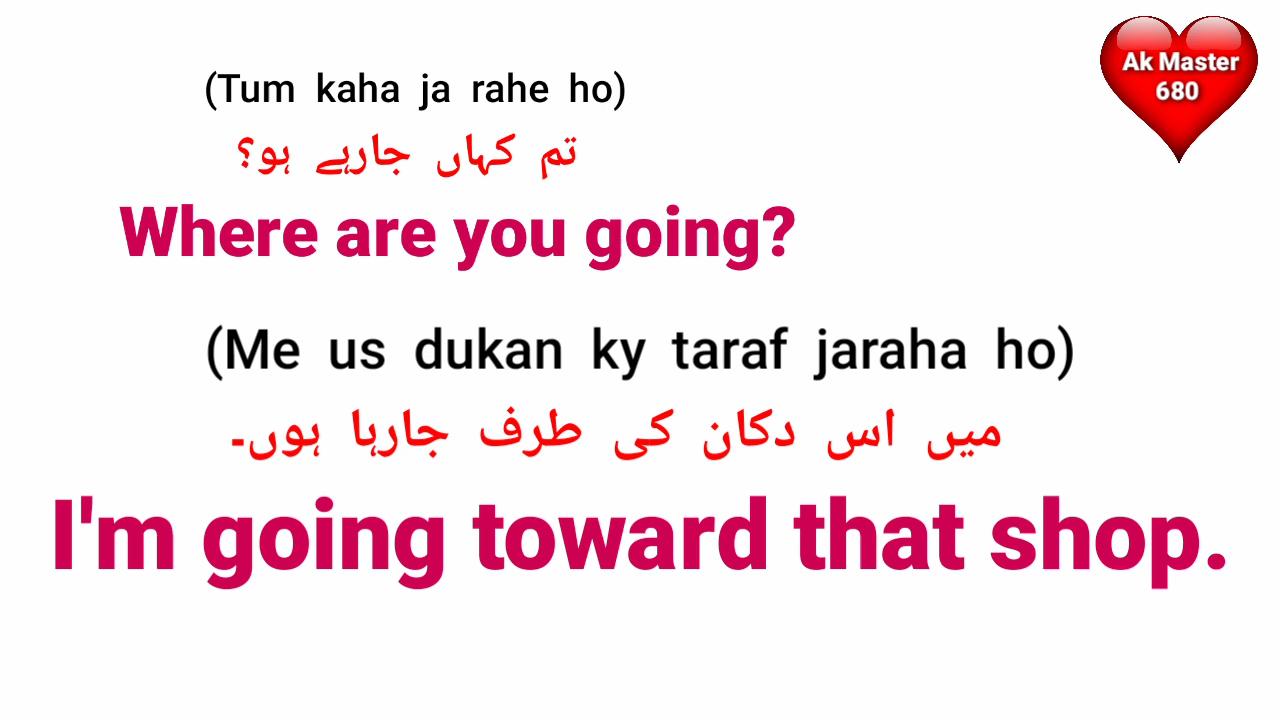 Ak Master
680
(Tum kaha ja rahe ho)
تم کہاں جارہے ہو؟
Where are you going?
(Me us dukan ky taraf jaraha ho)
میں اُس دکان کی طرف جارہا ہوں۔
I'm going toward that shop.